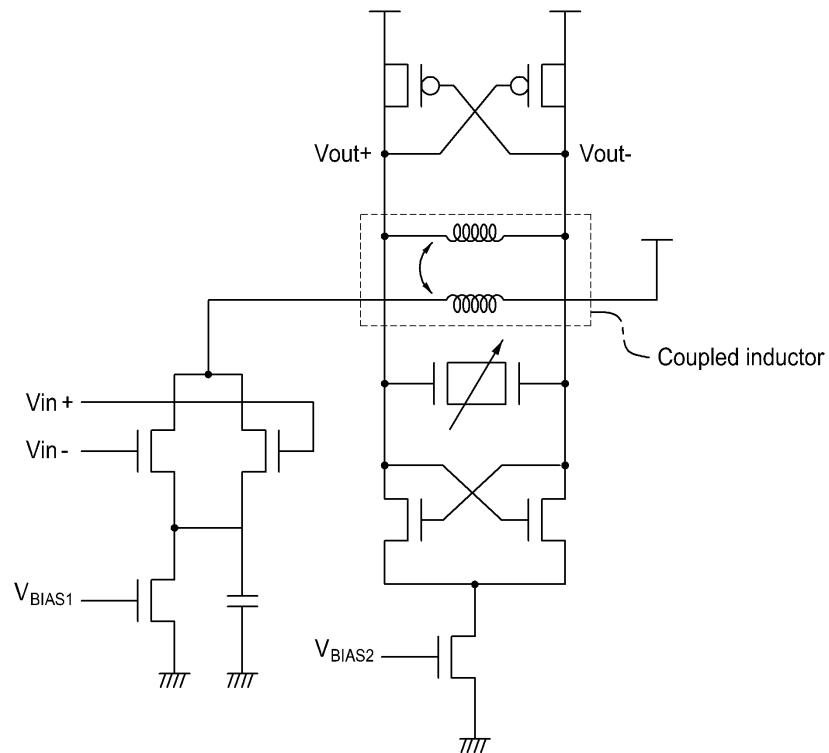 Vout+
Vout-
Coupled inductor
Vin +
Vin -
VBIAS1
VBIAS2